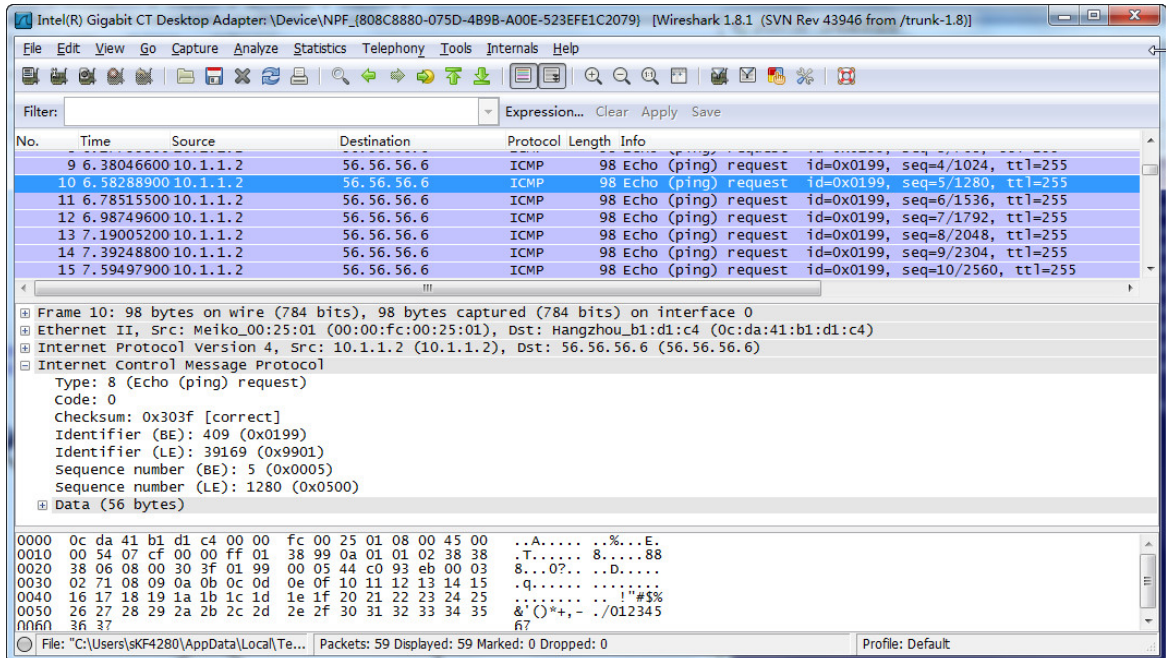 Intel(R) Gigabit CT Desktop Adapter: \Device\NPF_{808C8880-075D-4B9B-A00E-523EFE1C2079} [Wireshark 1.8.1 (SVN Rev 43946 from /trunk-1.8)]
File Edit View Go Capture Analyze Statistics Telephony Tools Internals Help
Filter: Expression... Clear Apply Save
No. Time Source Destination Protocol Length Info
9 6.38046600 10.1.1.2 56.56.56.6 ICMP 98 Echo (ping) request id=0x0199, seq=4/1024, ttl=255
10 6.58288900 10.1.1.2 56.56.56.6 ICMP 98 Echo (ping) request id=0x0199, seq=5/1280, ttl=255
11 6.78515500 10.1.1.2 56.56.56.6 ICMP 98 Echo (ping) request id=0x0199, seq=6/1536, ttl=255
12 6.98749600 10.1.1.2 56.56.56.6 ICMP 98 Echo (ping) request id=0x0199, seq=7/1792, ttl=255
13 7.19005200 10.1.1.2 56.56.56.6 ICMP 98 Echo (ping) request id=0x0199, seq=8/2048, ttl=255
14 7.39248800 10.1.1.2 56.56.56.6 ICMP 98 Echo (ping) request id=0x0199, seq=9/2304, ttl=255
15 7.59497900 10.1.1.2 56.56.56.6 ICMP 98 Echo (ping) request id=0x0199, seq=10/2560, ttl=255
Frame 10: 98 bytes on wire (784 bits), 98 bytes captured (784 bits) on interface 0
Ethernet II, Src: Meiko_00:25:01 (00:00:fc:00:25:01), Dst: Hangzhou_b1:d1:c4 (0c:da:41:b1:d1:c4)
Internet Protocol Version 4, Src: 10.1.1.2 (10.1.1.2), Dst: 56.56.56.6 (56.56.56.6)
Internet Control Message Protocol
Type: 8 (Echo (ping) request)
Code: 0
Checksum: 0x303f [correct]
Identifier (BE): 409 (0x0199)
Identifier (LE): 39169 (0x9901)
Sequence number (BE): 5 (0x0005)
Sequence number (LE): 1280 (0x0500)
Data (56 bytes)
0000 0c da 41 b1 d1 c4 00 00 fc 00 25 01 08 00 45 00 ..A..... ..%...E.
0010 00 54 07 cf 00 00 ff 01 38 99 0a 01 01 02 38 38 .T...... 8.....88
0020 38 06 08 00 30 3f 01 99 00 05 44 c0 93 eb 00 03 8...0?.. ..D.....
0030 02 71 08 09 0a 0b 0c 0d 0e 0f 10 11 12 13 14 15 .q...... ........
0040 16 17 18 19 1a 1b 1c 1d 1e 1f 20 21 22 23 24 25 ........ .. !"#$%
0050 26 27 28 29 2a 2b 2c 2d 2e 2f 30 31 32 33 34 35 &'()*+,- ./012345
0060 36 37 67
File: "C:\Users\sKF4280\AppData\Local\Te... Packets: 59 Displayed: 59 Marked: 0 Dropped: 0 Profile: Default